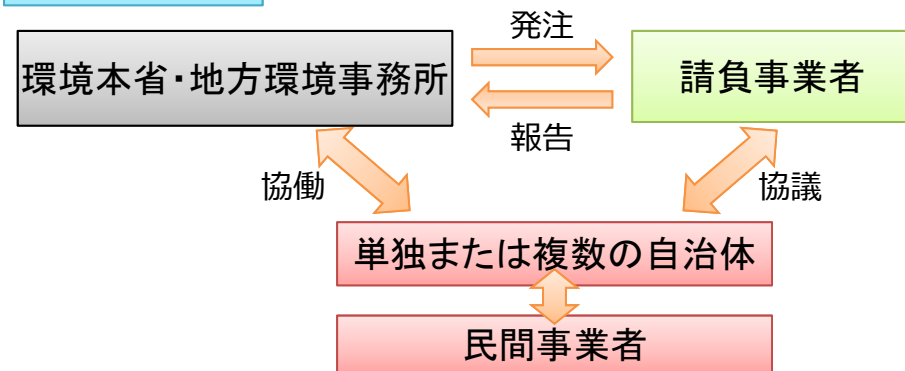 発注
環境本省・地方環境事務所
請負事業者
報告
協働
協議
単独または複数の自治体
民間事業者